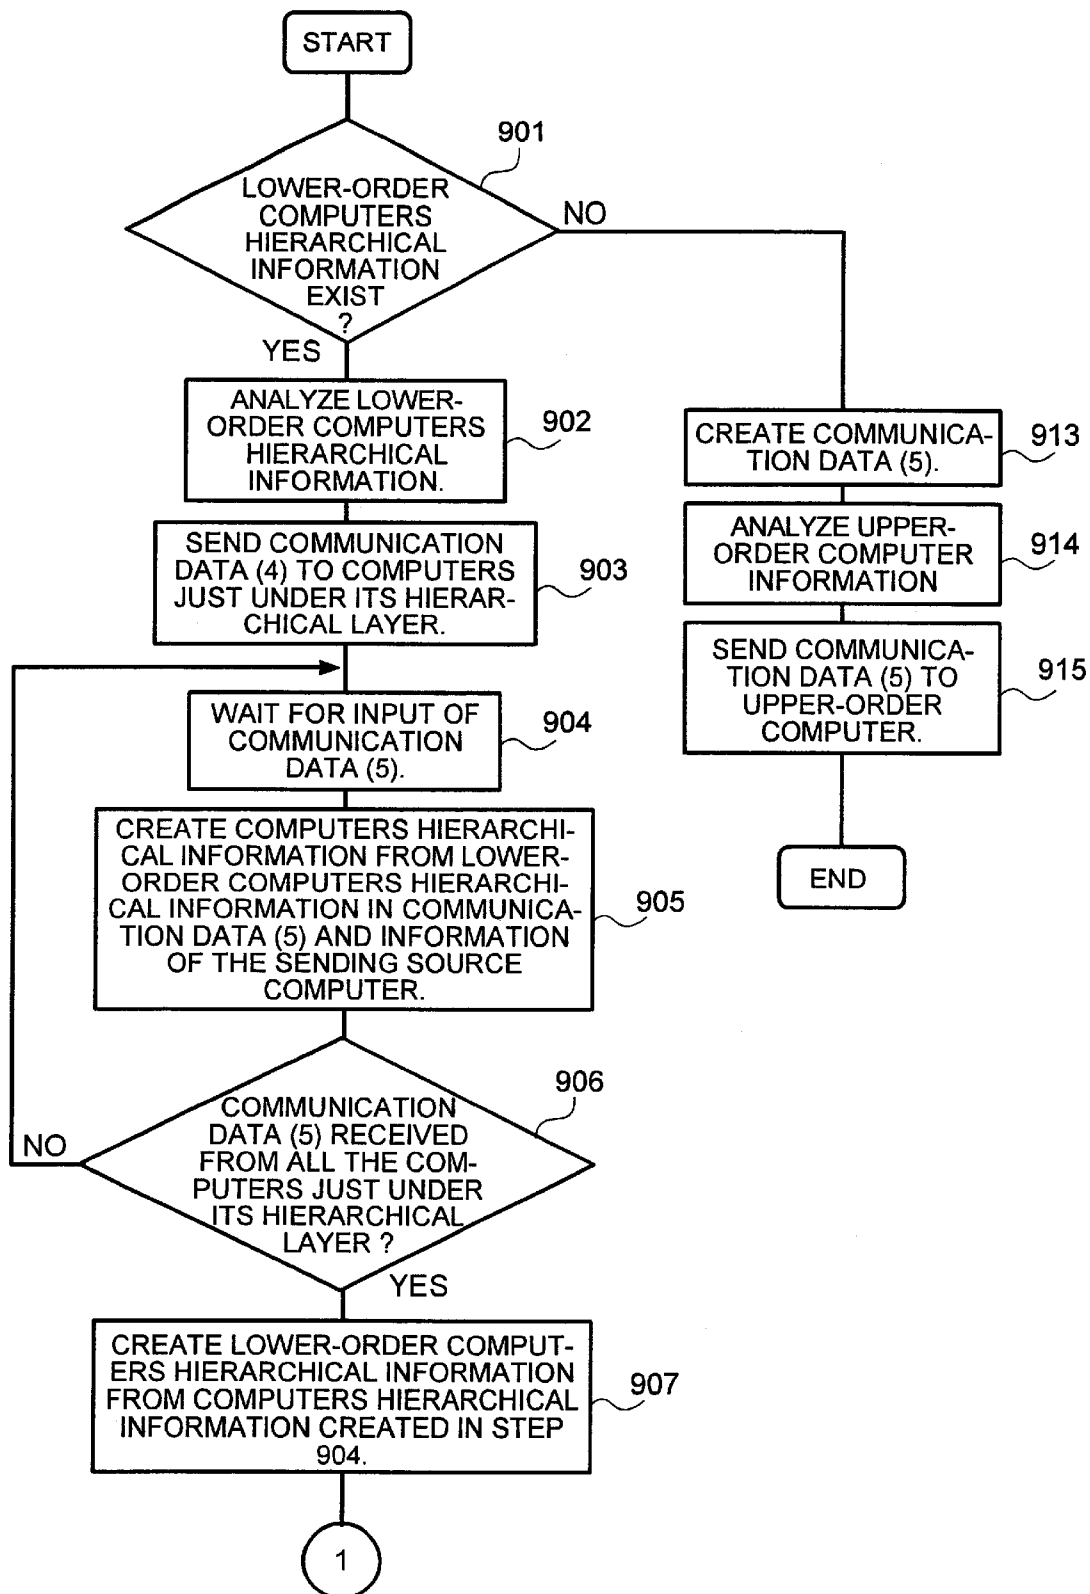 START
901
LOWER-ORDER
COMPUTERS
HIERARCHICAL
INFORMATION
EXIST
?
NO
YES
ANALYZE LOWER-
ORDER COMPUTERS
HIERARCHICAL
INFORMATION.
902
SEND COMMUNICATION
DATA (4) TO COMPUTERS
JUST UNDER ITS HIERAR-
CHICAL LAYER.
903
WAIT FOR INPUT OF
COMMUNICATION
DATA (5).
904
CREATE COMPUTERS HIERARCHI-
CAL INFORMATION FROM LOWER-
ORDER COMPUTERS HIERARCHI-
CAL INFORMATION IN COMMUNICA-
TION DATA (5) AND INFORMATION
OF THE SENDING SOURCE
COMPUTER.
905
COMMUNICATION
DATA (5) RECEIVED
FROM ALL THE COM-
PUTERS JUST UNDER
ITS HIERARCHICAL
LAYER ?
906
NO
YES
CREATE LOWER-ORDER COMPUT-
ERS HIERARCHICAL INFORMATION
FROM COMPUTERS HIERARCHICAL
INFORMATION CREATED IN STEP
904.
907
1
CREATE COMMUNICA-
TION DATA (5).
913
ANALYZE UPPER-
ORDER COMPUTER
INFORMATION
914
SEND COMMUNICA-
TION DATA (5) TO
UPPER-ORDER
COMPUTER.
915
END